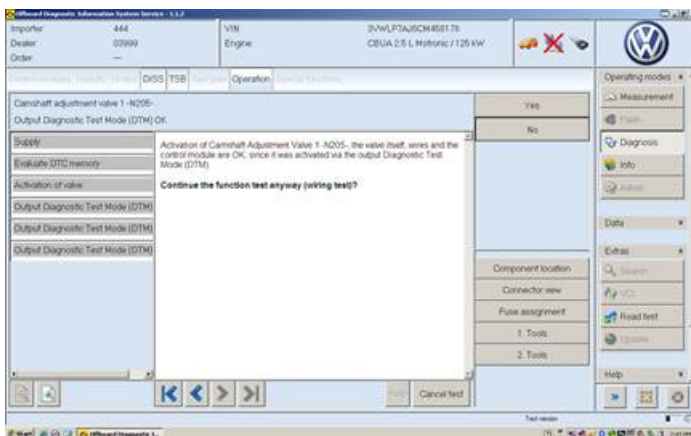 Offboard Diagnostic Information System Service - 1.1.2
Importer: 444
Dealer: 03999
Order: ---
VIN:
Engine: CBUA 2.5 L Motronic / 125 kW
DISS
TSB
Operation
Camshaft adjustment valve 1 -N205-
Output Diagnostic Test Mode (DTM) OK
Supply
Evaluate DTC memory
Activation of valve
Output Diagnostic Test Mode (DTM)
Output Diagnostic Test Mode (DTM)
Output Diagnostic Test Mode (DTM)
Activation of Camshaft Adjustment Valve 1 -N205-, the valve itself, wires and the
control module are OK, since it was activated via the output Diagnostic Test
Mode (DTM).
Continue the function test anyway (wiring test)?
Yes
No
Component location
Connector view
Fuse assignment
1. Tools
2. Tools
Help
Cancel test
Test version
Operating modes
Measurement
Flash
Diagnosis
Info
Admin
Data
Extras
Search
VCI
Road test
Update
Help
Start